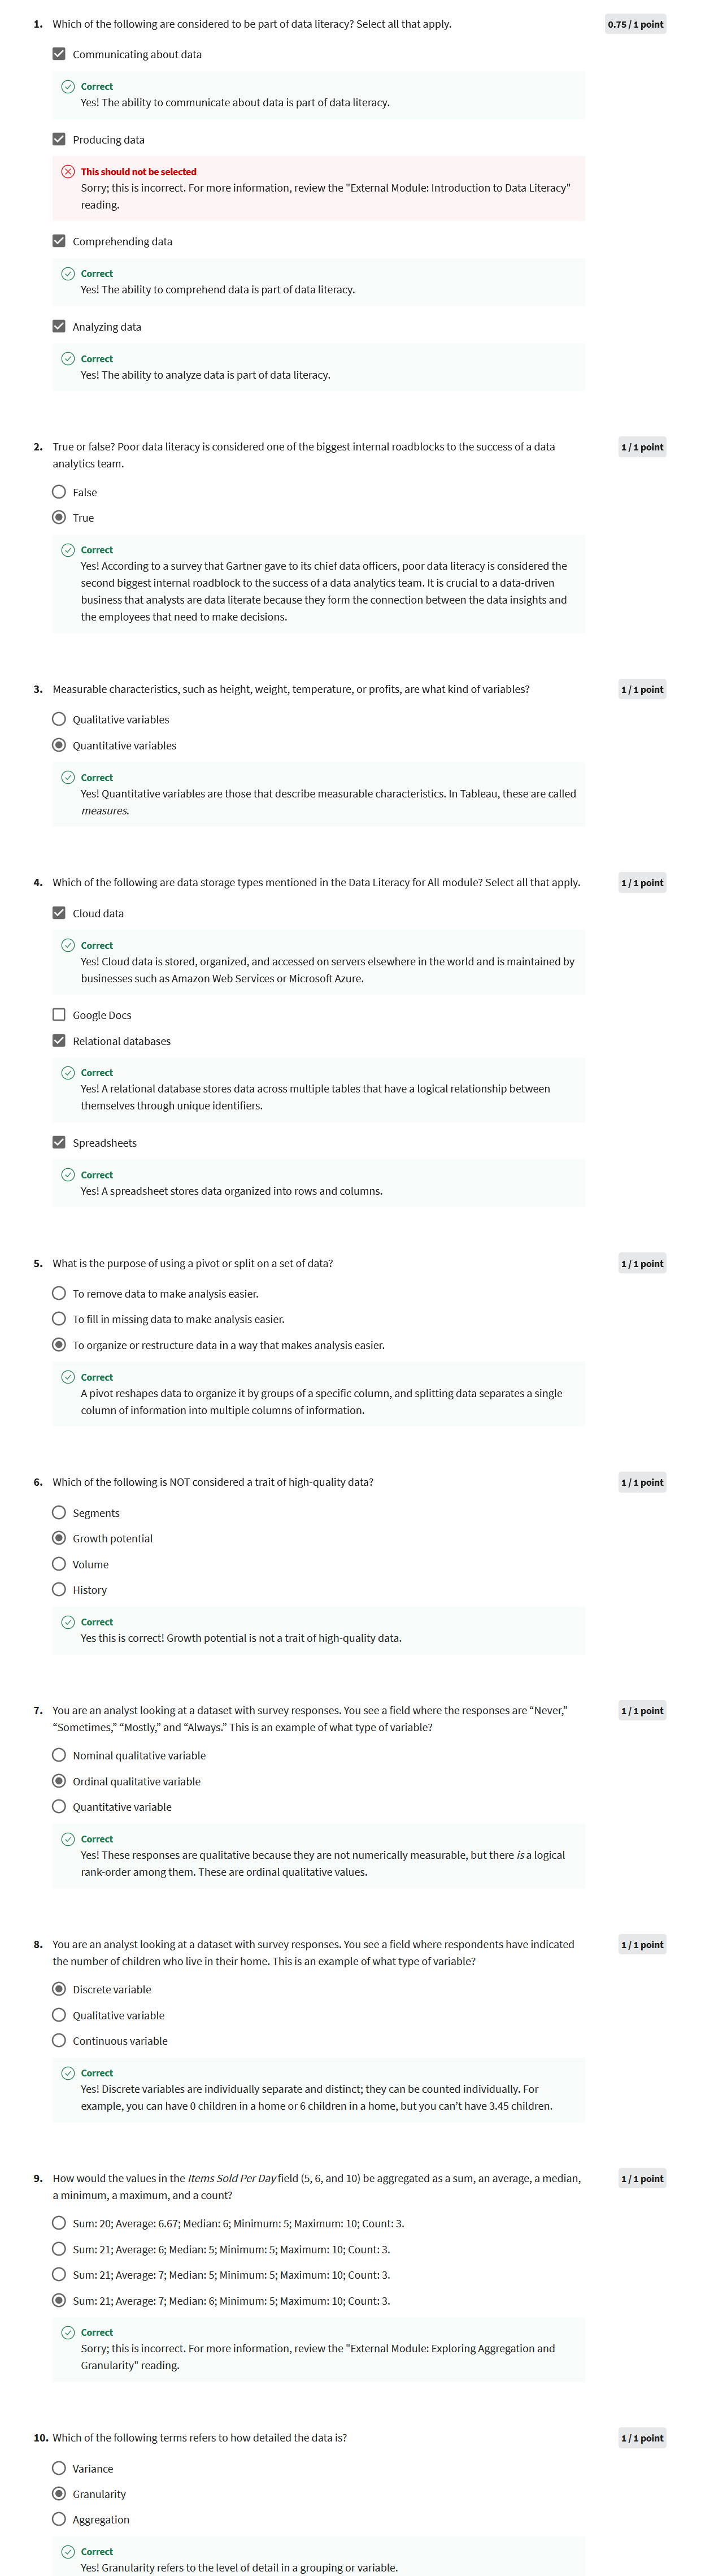 1. Which of the following are considered to be part of data literacy? Select all that apply.
0.75 / 1 point
Communicating about data
Correct
Yes! The ability to communicate about data is part of data literacy.
Producing data
This should not be selected
Sorry; this is incorrect. For more information, review the "External Module: Introduction to Data Literacy"
reading.
Comprehending data
Correct
Yes! The ability to comprehend data is part of data literacy.
Analyzing data
Correct
Yes! The ability to analyze data is part of data literacy.
2. True or false? Poor data literacy is considered one of the biggest internal roadblocks to the success of a data
analytics team.
1 / 1 point
False
True
Correct
Yes! According to a survey that Gartner gave to its chief data officers, poor data literacy is considered the
second biggest internal roadblock to the success of a data analytics team. It is crucial to a data-driven
business that analysts are data literate because they form the connection between the data insights and
the employees that need to make decisions.
3. Measurable characteristics, such as height, weight, temperature, or profits, are what kind of variables?
1 / 1 point
Qualitative variables
Quantitative variables
Correct
Yes! Quantitative variables are those that describe measurable characteristics. In Tableau, these are called
measures.
4. Which of the following are data storage types mentioned in the Data Literacy for All module? Select all that apply.
1 / 1 point
Cloud data
Correct
Yes! Cloud data is stored, organized, and accessed on servers elsewhere in the world and is maintained by
businesses such as Amazon Web Services or Microsoft Azure.
Google Docs
Relational databases
Correct
Yes! A relational database stores data across multiple tables that have a logical relationship between
themselves through unique identifiers.
Spreadsheets
Correct
Yes! A spreadsheet stores data organized into rows and columns.
5. What is the purpose of using a pivot or split on a set of data?
1 / 1 point
To remove data to make analysis easier.
To fill in missing data to make analysis easier.
To organize or restructure data in a way that makes analysis easier.
Correct
A pivot reshapes data to organize it by groups of a specific column, and splitting data separates a single
column of information into multiple columns of information.
6. Which of the following is NOT considered a trait of high-quality data?
1 / 1 point
Segments
Growth potential
Volume
History
Correct
Yes this is correct! Growth potential is not a trait of high-quality data.
7. You are an analyst looking at a dataset with survey responses. You see a field where the responses are “Never,”
“Sometimes,” “Mostly,” and “Always.” This is an example of what type of variable?
1 / 1 point
Nominal qualitative variable
Ordinal qualitative variable
Quantitative variable
Correct
Yes! These responses are qualitative because they are not numerically measurable, but there is a logical
rank-order among them. These are ordinal qualitative values.
8. You are an analyst looking at a dataset with survey responses. You see a field where respondents have indicated
the number of children who live in their home. This is an example of what type of variable?
1 / 1 point
Discrete variable
Qualitative variable
Continuous variable
Correct
Yes! Discrete variables are individually separate and distinct; they can be counted individually. For
example, you can have 0 children in a home or 6 children in a home, but you can’t have 3.45 children.
9. How would the values in the Items Sold Per Day field (5, 6, and 10) be aggregated as a sum, an average, a median,
a minimum, a maximum, and a count?
1 / 1 point
Sum: 20; Average: 6.67; Median: 6; Minimum: 5; Maximum: 10; Count: 3.
Sum: 21; Average: 6; Median: 5; Minimum: 5; Maximum: 10; Count: 3.
Sum: 21; Average: 7; Median: 5; Minimum: 5; Maximum: 10; Count: 3.
Sum: 21; Average: 7; Median: 6; Minimum: 5; Maximum: 10; Count: 3.
Correct
Sorry; this is incorrect. For more information, review the "External Module: Exploring Aggregation and
Granularity" reading.
10. Which of the following terms refers to how detailed the data is?
1 / 1 point
Variance
Granularity
Aggregation
Correct
Yes! Granularity refers to the level of detail in a grouping or variable.